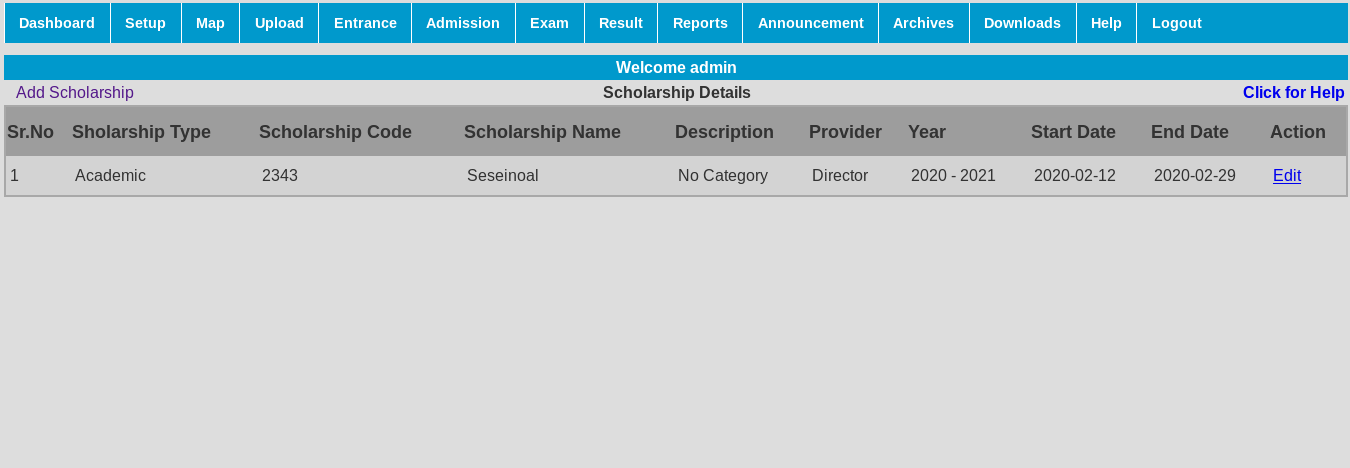 Dashboard Setup Map Upload Entrance Admission Exam Result Reports Announcement Archives Downloads Help Logout
Welcome admin
Add Scholarship Scholarship Details Click for Help
Sr.No Sholarship Type Scholarship Code Scholarship Name Description Provider Year Start Date End Date Action
1 Academic 2343 Seseinoal No Category Director 2020 - 2021 2020-02-12 2020-02-29 Edit